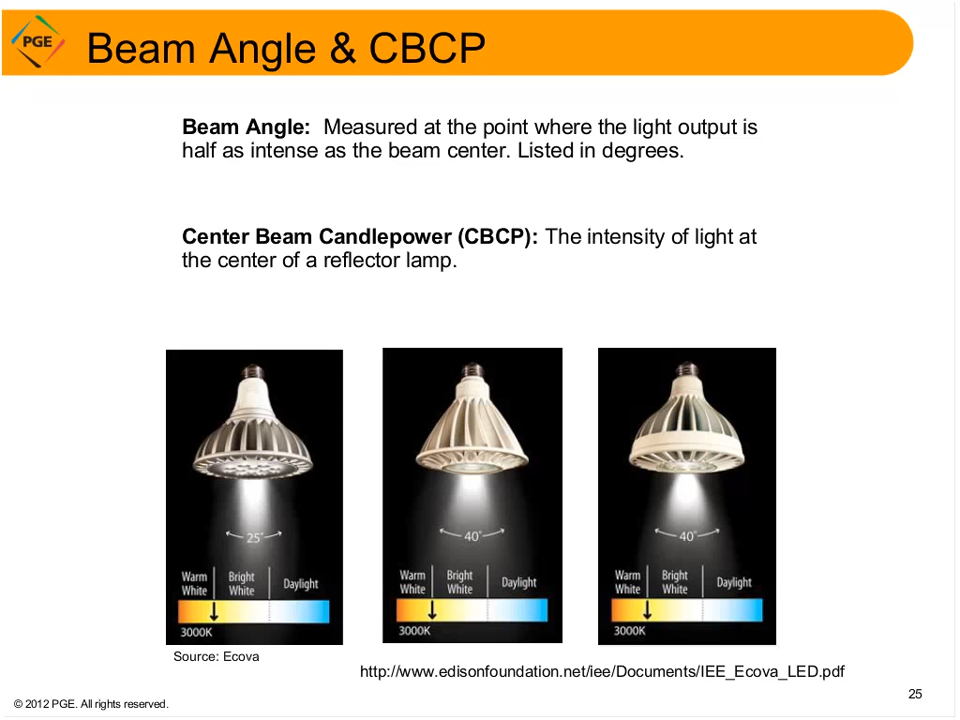 PGE
Beam Angle & CBCP
Beam Angle: Measured at the point where the light output is
half as intense as the beam center. Listed in degrees.
Center Beam Candlepower (CBCP): The intensity of light at
the center of a reflector lamp.
25°
Warm White
Bright White
Daylight
3000K
40°
Warm White
Bright White
Daylight
3000K
40°
Warm White
Bright White
Daylight
3000K
Source: Ecova
http://www.edisonfoundation.net/iee/Documents/IEE_Ecova_LED.pdf
© 2012 PGE. All rights reserved.
25